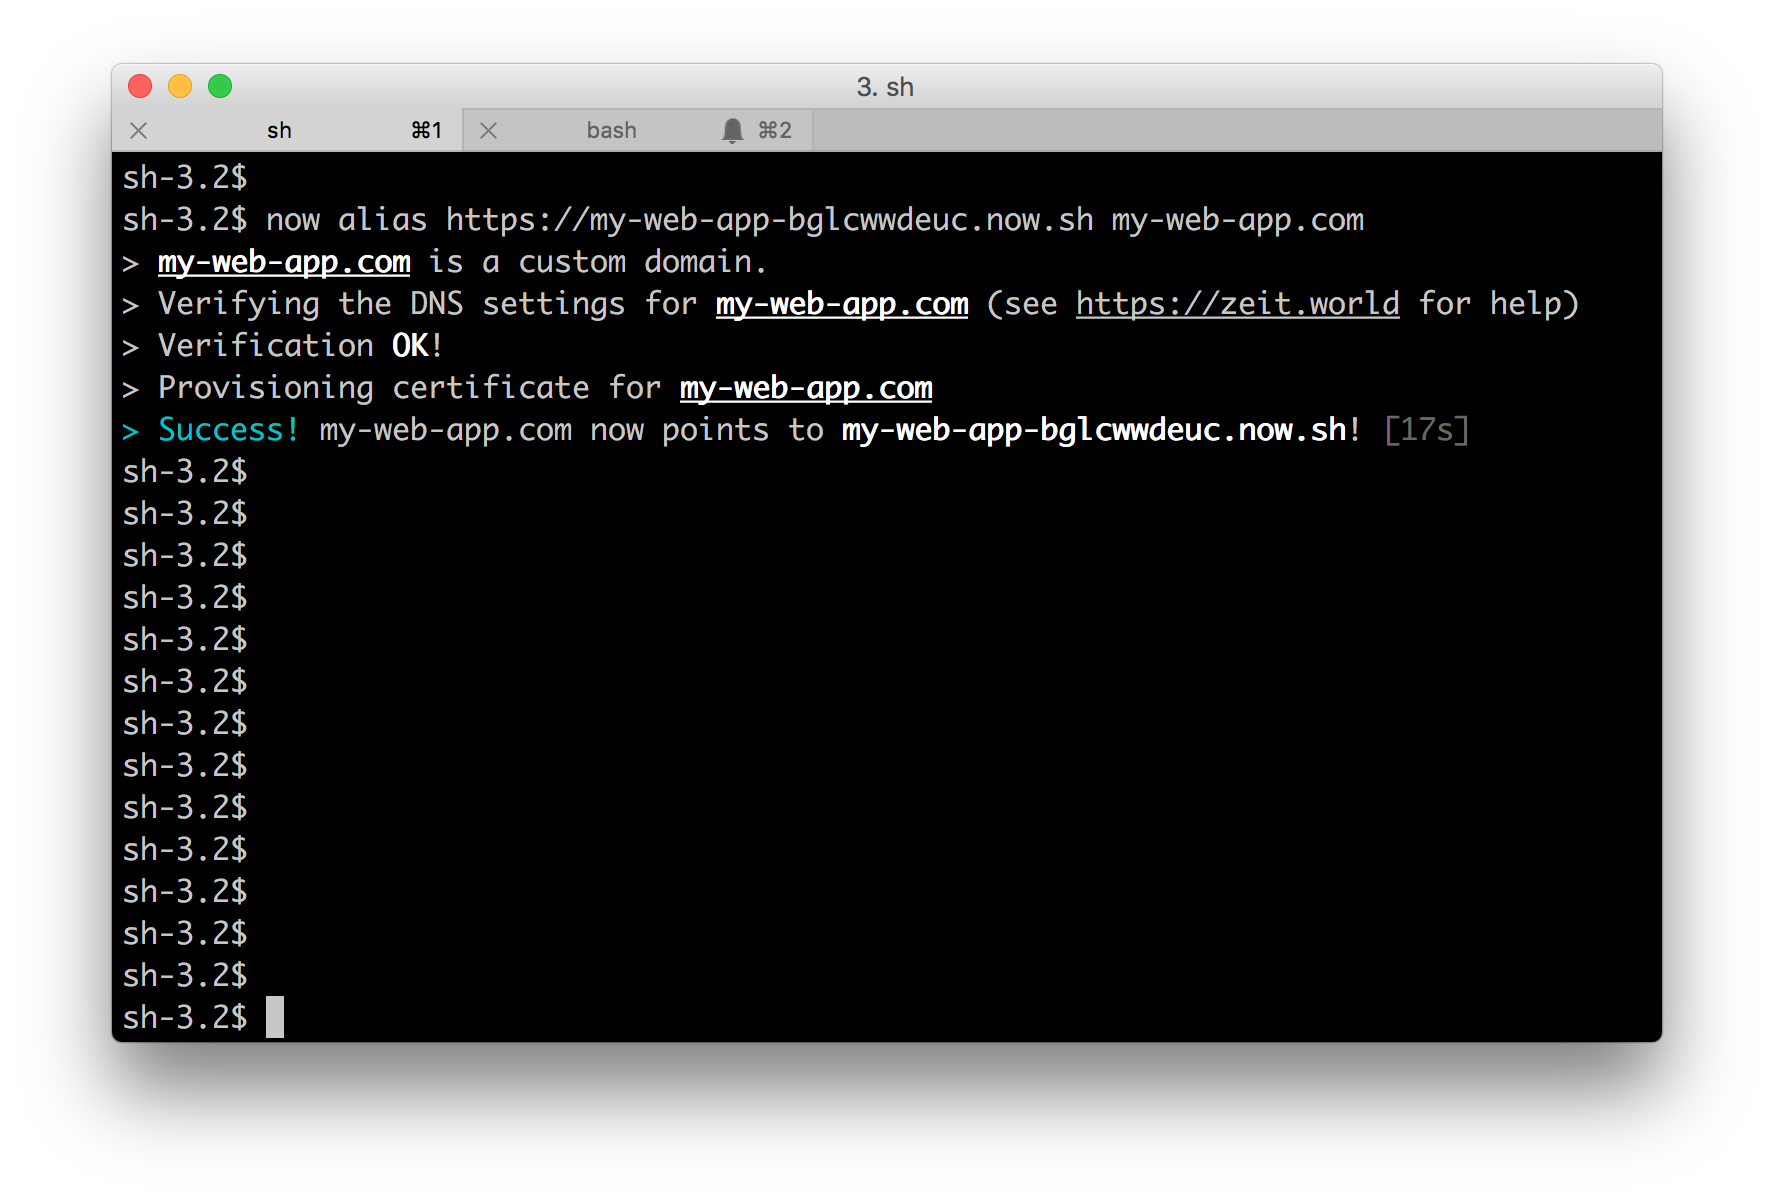 3. sh
sh ⌘1 bash ⌘2
sh-3.2$
sh-3.2$ now alias https://my-web-app-bglcwwdeuc.now.sh my-web-app.com
> my-web-app.com is a custom domain.
> Verifying the DNS settings for my-web-app.com (see https://zeit.world for help)
> Verification OK!
> Provisioning certificate for my-web-app.com
> Success! my-web-app.com now points to my-web-app-bglcwwdeuc.now.sh! [17s]
sh-3.2$
sh-3.2$
sh-3.2$
sh-3.2$
sh-3.2$
sh-3.2$
sh-3.2$
sh-3.2$
sh-3.2$
sh-3.2$
sh-3.2$
sh-3.2$
sh-3.2$
sh-3.2$